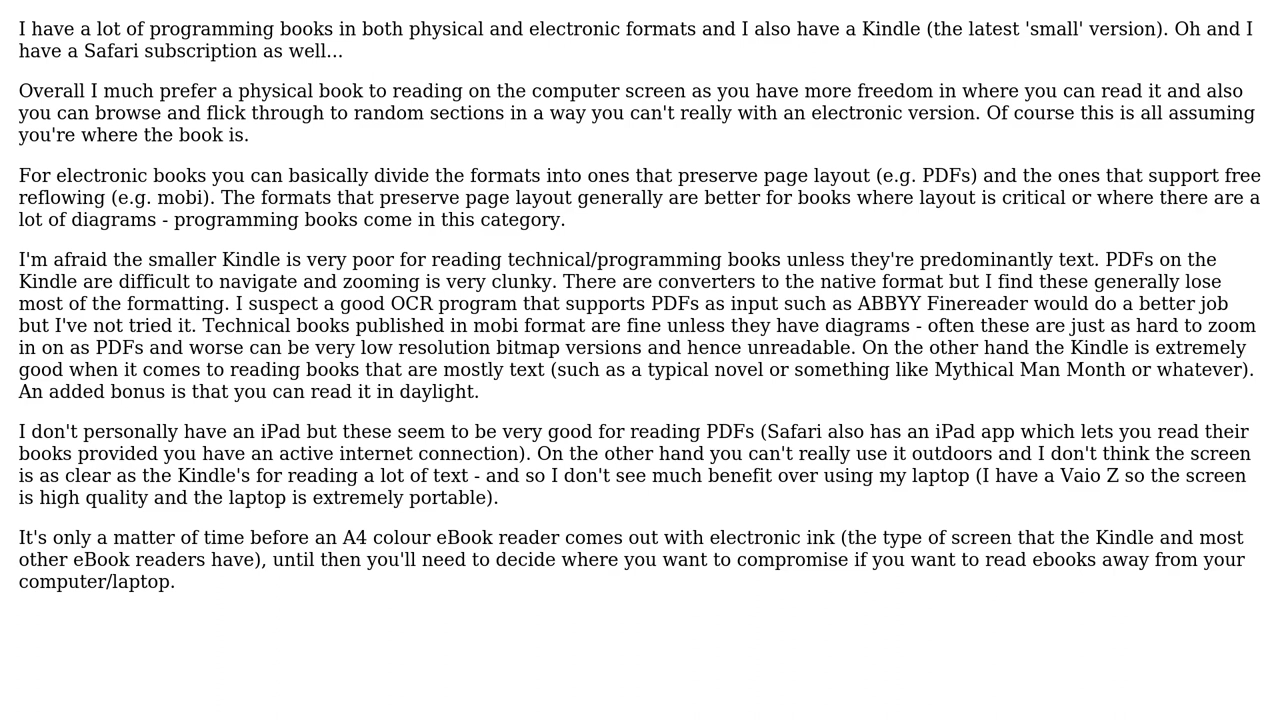 I have a lot of programming books in both physical and electronic formats and I also have a Kindle (the latest 'small' version). Oh and I
have a Safari subscription as well...
Overall I much prefer a physical book to reading on the computer screen as you have more freedom in where you can read it and also
you can browse and flick through to random sections in a way you can't really with an electronic version. Of course this is all assuming
you're where the book is.
For electronic books you can basically divide the formats into ones that preserve page layout (e.g. PDFs) and the ones that support free
reflowing (e.g. mobi). The formats that preserve page layout generally are better for books where layout is critical or where there are a
lot of diagrams - programming books come in this category.
I'm afraid the smaller Kindle is very poor for reading technical/programming books unless they're predominantly text. PDFs on the
Kindle are difficult to navigate and zooming is very clunky. There are converters to the native format but I find these generally lose
most of the formatting. I suspect a good OCR program that supports PDFs as input such as ABBYY Finereader would do a better job
but I've not tried it. Technical books published in mobi format are fine unless they have diagrams - often these are just as hard to zoom
in on as PDFs and worse can be very low resolution bitmap versions and hence unreadable. On the other hand the Kindle is extremely
good when it comes to reading books that are mostly text (such as a typical novel or something like Mythical Man Month or whatever).
An added bonus is that you can read it in daylight.
I don't personally have an iPad but these seem to be very good for reading PDFs (Safari also has an iPad app which lets you read their
books provided you have an active internet connection). On the other hand you can't really use it outdoors and I don't think the screen
is as clear as the Kindle's for reading a lot of text - and so I don't see much benefit over using my laptop (I have a Vaio Z so the screen
is high quality and the laptop is extremely portable).
It's only a matter of time before an A4 colour eBook reader comes out with electronic ink (the type of screen that the Kindle and most
other eBook readers have), until then you'll need to decide where you want to compromise if you want to read ebooks away from your
computer/laptop.